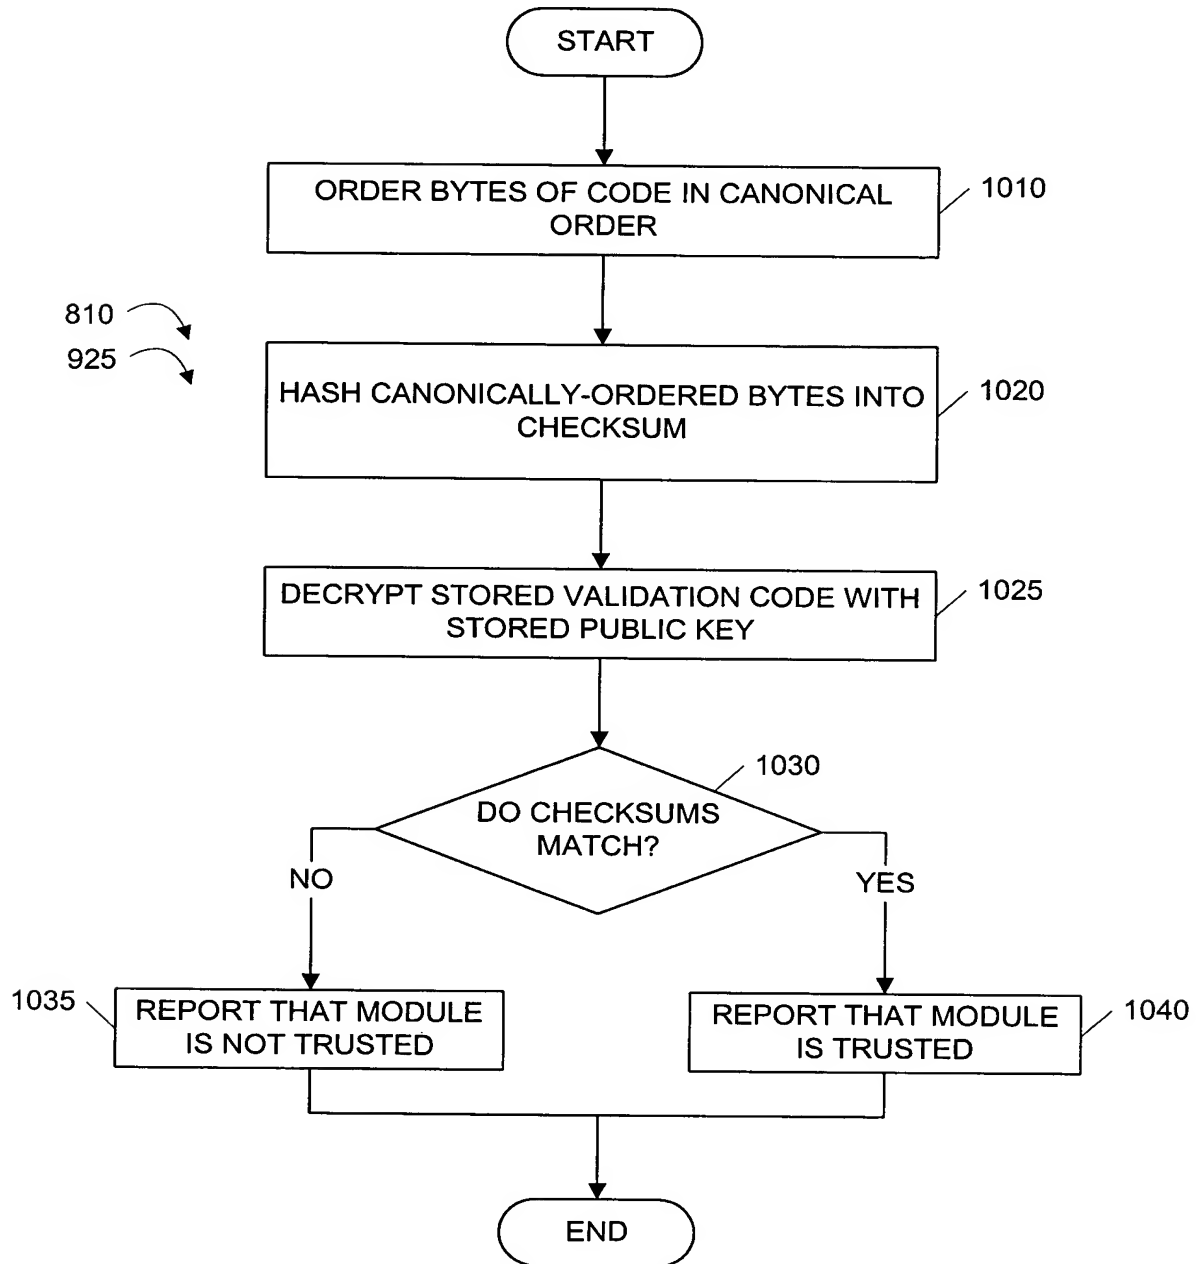 START
ORDER BYTES OF CODE IN CANONICAL
ORDER
1010
810
925
HASH CANONICALLY-ORDERED BYTES INTO
CHECKSUM
1020
DECRYPT STORED VALIDATION CODE WITH
STORED PUBLIC KEY
1025
DO CHECKSUMS
MATCH?
1030
NO
YES
1035
REPORT THAT MODULE
IS NOT TRUSTED
REPORT THAT MODULE
IS TRUSTED
1040
END